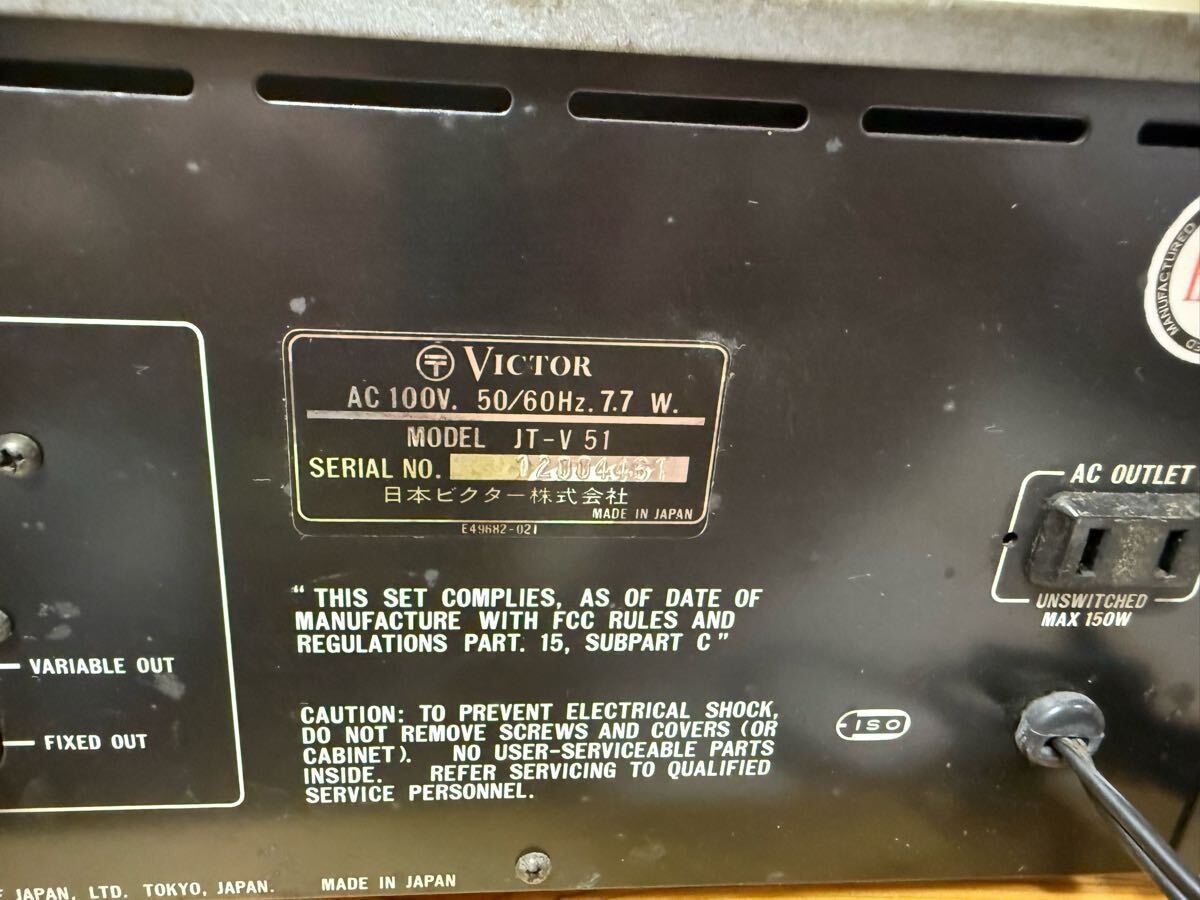 VICTOR
AC 100V. 50/60Hz. 7.7 W.
MODEL JT-V 51
SERIAL NO. 12004461
日本ビクター株式会社
MADE IN JAPAN
E49682-021
" THIS SET COMPLIES, AS OF DATE OF
MANUFACTURE WITH FCC RULES AND
REGULATIONS PART. 15, SUBPART C "
CAUTION: TO PREVENT ELECTRICAL SHOCK,
DO NOT REMOVE SCREWS AND COVERS (OR
CABINET). NO USER-SERVICEABLE PARTS
INSIDE. REFER SERVICING TO QUALIFIED
SERVICE PERSONNEL.
VARIABLE OUT
FIXED OUT
AC OUTLET
UNSWITCHED
MAX 150W
ISO
MANUFACTURED
JAPAN, LTD. TOKYO, JAPAN. MADE IN JAPAN